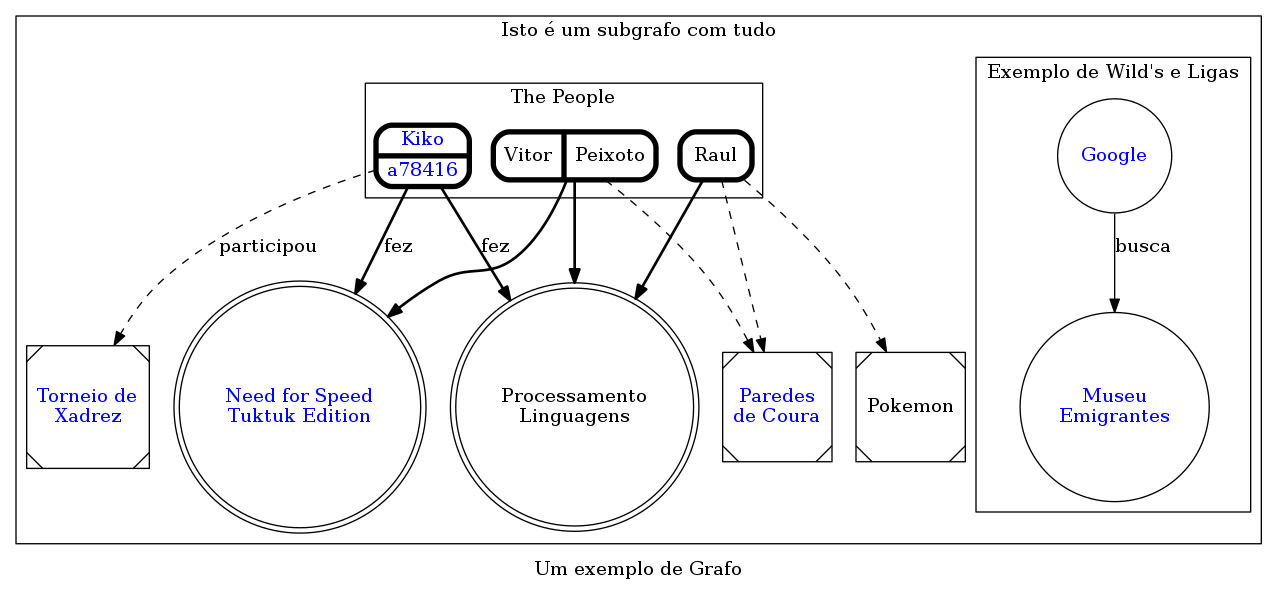 Isto é um subgrafo com tudo
The People
Exemplo de Wild's e Ligas
Kiko
a78416
Vitor
Peixoto
Raul
Google
participou
fez
fez
busca
Torneio de
Xadrez
Need for Speed
Tuktuk Edition
Processamento
Linguagens
Paredes
de Coura
Pokemon
Museu
Emigrantes
Um exemplo de Grafo